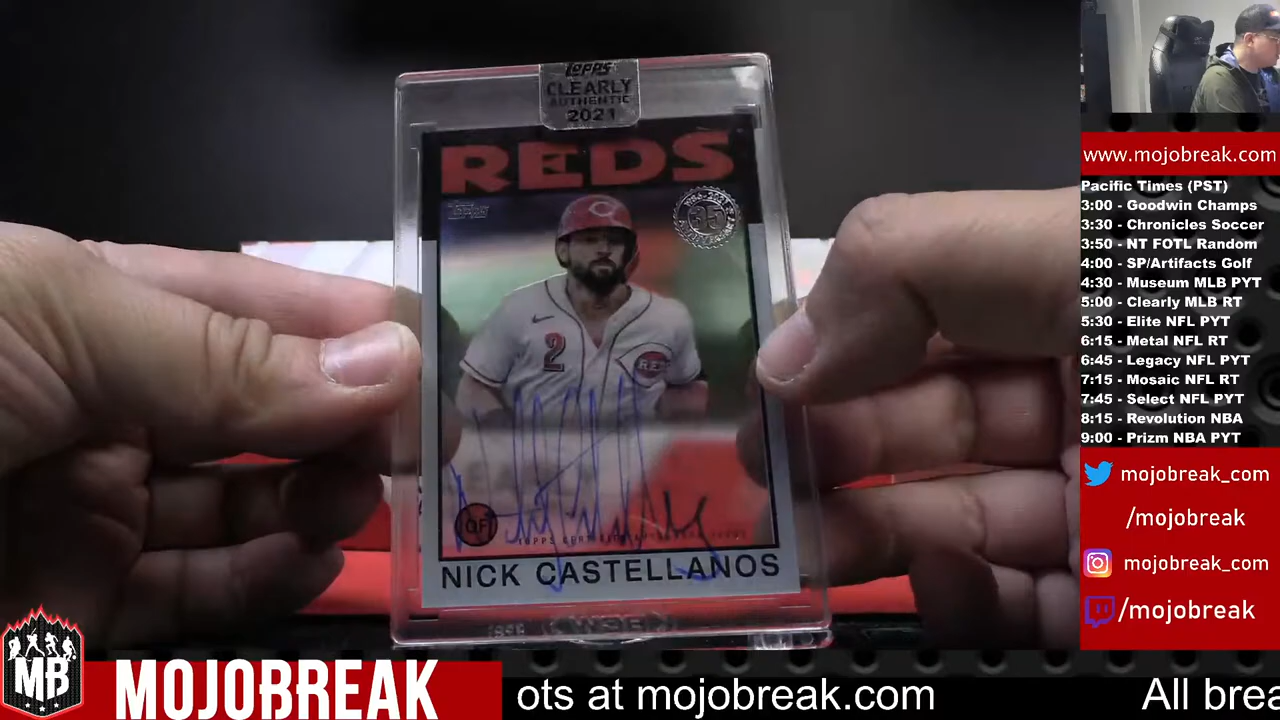 topps
CLEARLY
AUTHENTIC
2021
REDS
Topps
35
2
REDS
OF
NICK CASTELLANOS
www.mojobreak.com
Pacific Times (PST)
3:00 - Goodwin Champs
3:30 - Chronicles Soccer
3:50 - NT FOTL Random
4:00 - SP/Artifacts Golf
4:30 - Museum MLB PYT
5:00 - Clearly MLB RT
5:30 - Elite NFL PYT
6:15 - Metal NFL RT
6:45 - Legacy NFL PYT
7:15 - Mosaic NFL RT
7:45 - Select NFL PYT
8:15 - Revolution NBA
9:00 - Prizm NBA PYT
mojobreak_com
/mojobreak
mojobreak_com
/mojobreak
MB
MOJOBREAK
ots at mojobreak.com
All brea